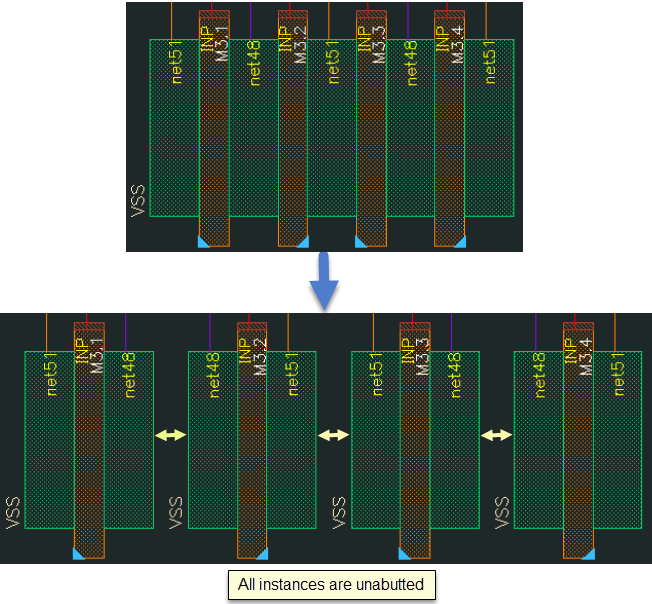 net51
INP
M3.1
net48
INP
M3.2
net51
INP
M3.3
net48
INP
M3.4
net51
VSS
net51
INP
M3.1
net48
net48
INP
M3.2
net51
net51
INP
M3.3
net48
net48
INP
M3.4
net51
VSS
VSS
VSS
VSS
All instances are unabutted